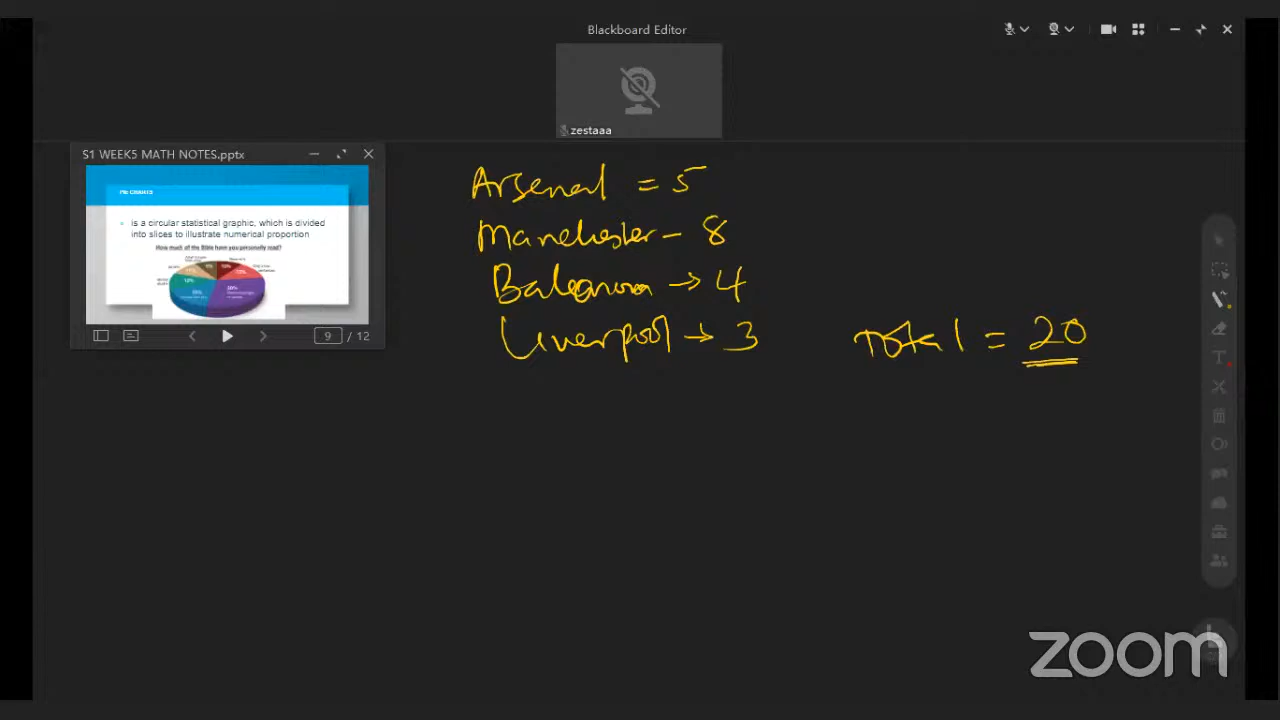 Blackboard Editor
zestaaa
S1 WEEK5 MATH NOTES.pptx
PIE CHARTS
is a circular statistical graphic, which is divided
into slices to illustrate numerical proportion
How much of the Bible have you personally read?
9 / 12
Arsenal = 5
Manchester - 8
→ 4
Liverpool → 3
Total = 20
zoom